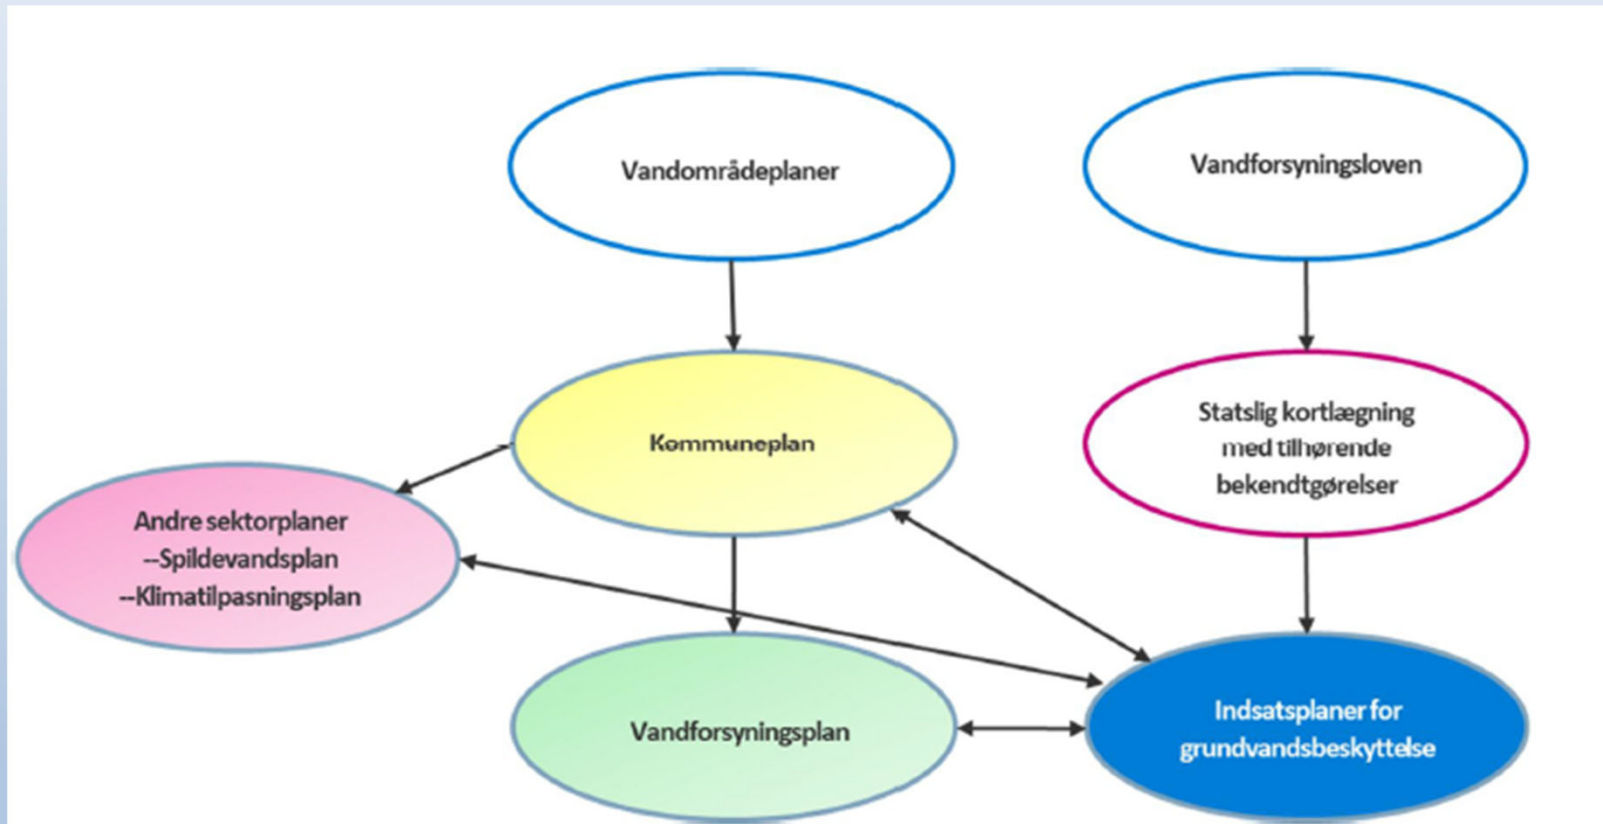 Vandområdeplaner
Vandforsyningsloven
Kommuneplan
Statslig kortlægning
med tilhørende
bekendtgørelser
Andre sektorplaner
--Spildevandsplan
--Klimatilpasningsplan
Vandforsyningsplan
Indsatsplaner for
grundvandsbeskyttelse